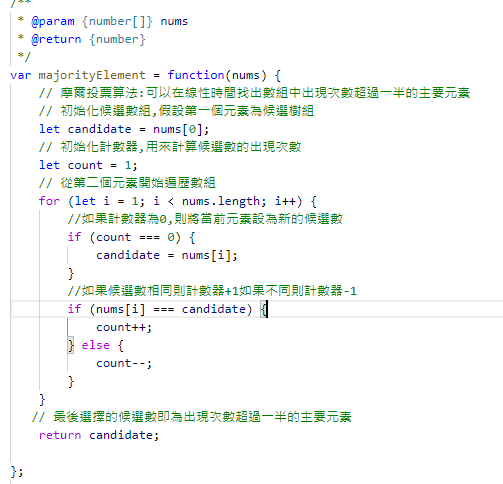 /**
 * @param {number[]} nums
 * @return {number}
 */
var majorityElement = function(nums) {
    // 摩爾投票算法:可以在線性時間找出數組中出現次數超過一半的主要元素
    // 初始化候選數組,假設第一個元素為候選樹組
    let candidate = nums[0];
    // 初始化計數器,用來計算候選數的出現次數
    let count = 1;
    // 從第二個元素開始遍歷數組
    for (let i = 1; i < nums.length; i++) {
        //如果計數器為0,則將當前元素設為新的候選數
        if (count === 0) {
            candidate = nums[i];
        }
        //如果候選數相同則計數器+1如果不同則計數器-1
        if (nums[i] === candidate) {
            count++;
        } else {
            count--;
        }
    }
   // 最後選擇的候選數即為出現次數超過一半的主要元素
    return candidate;
};